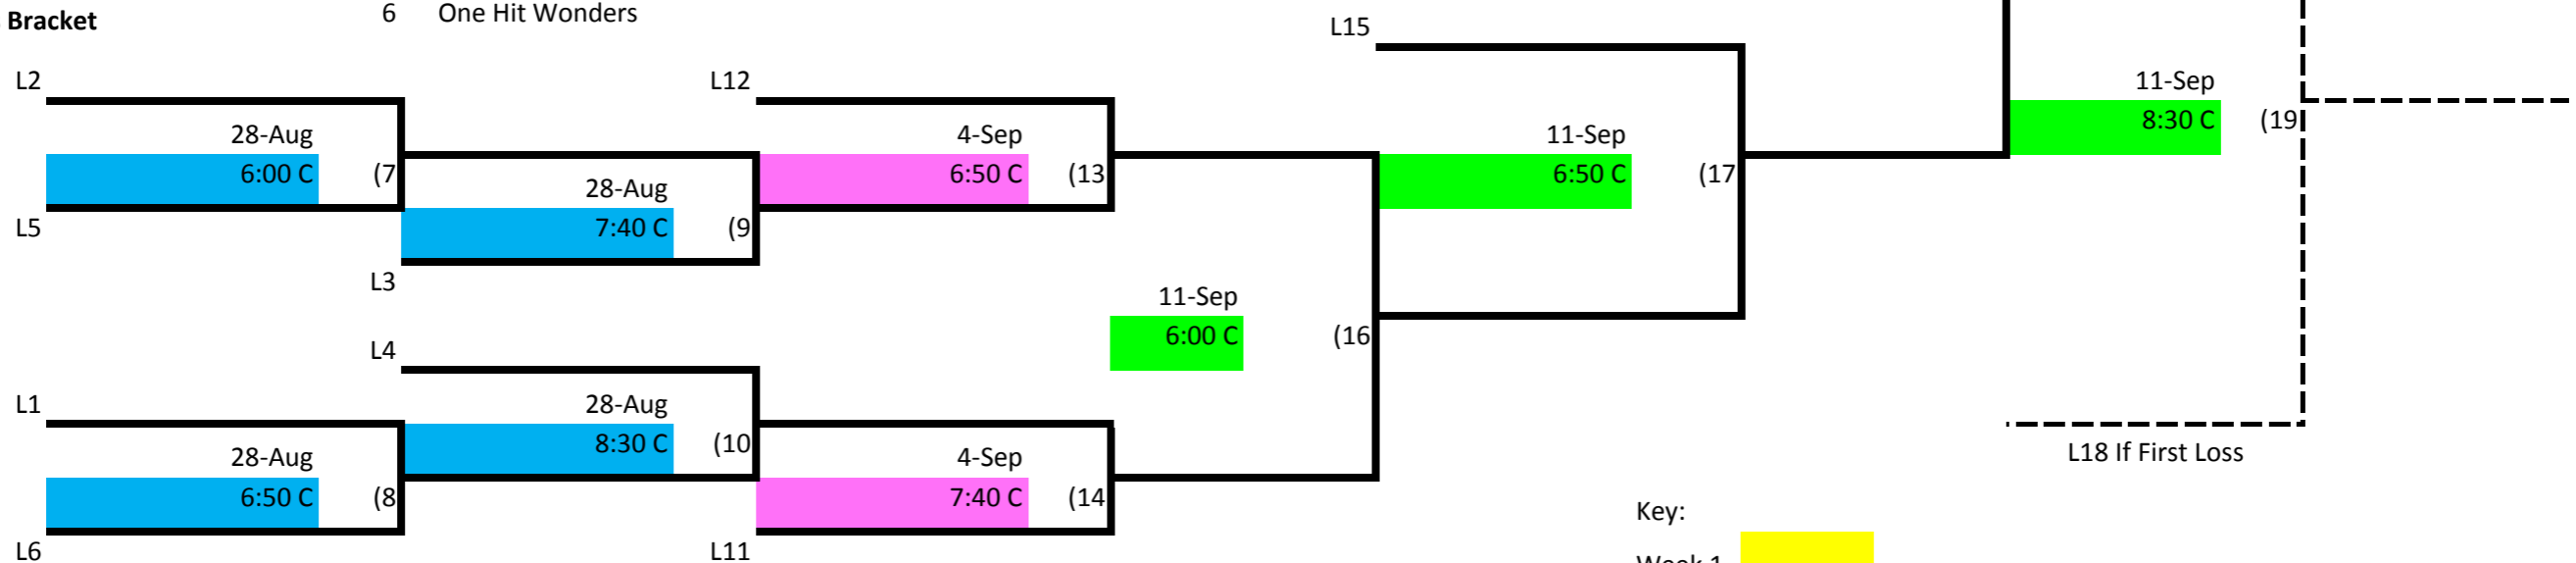 6 One Hit Wonders
Bracket
L15
L2
L12
11-Sep
8:30 C (19
28-Aug
6:00 C (7
4-Sep
6:50 C (13
11-Sep
6:50 C (17
L5
28-Aug
7:40 C (9
L3
11-Sep
6:00 C (16
L4
L1
28-Aug
8:30 C (10
28-Aug
6:50 C (8
4-Sep
7:40 C (14
L18 If First Loss
L6
L11
Key:
Week 1